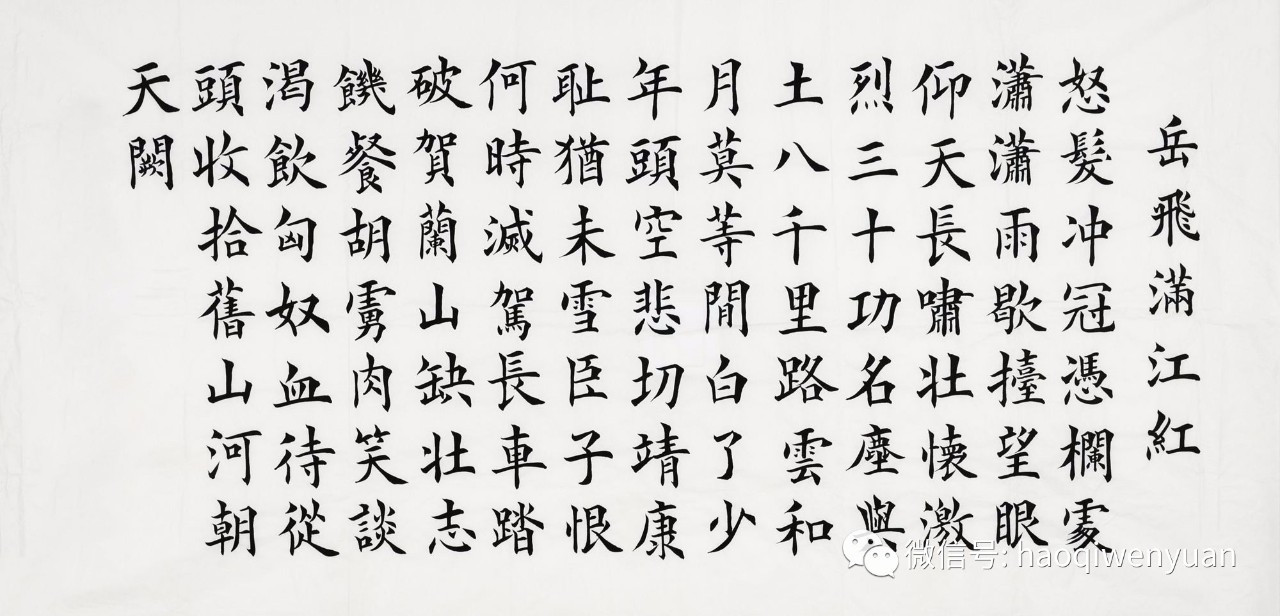 岳飛滿江紅
怒髮冲冠憑欄處
瀟瀟雨歇擡望眼
仰天長嘯壯懷激
烈三十功名塵與
土八千里路雲和
月莫等閒白了少
年頭空悲切靖康
耻猶未雪臣子恨
何時滅駕長車踏
破賀蘭山缺壯志
饑餐胡虜肉笑談
渴飲匈奴血待從
頭收拾舊山河朝
天闕
微信号: haoqiwenyuan